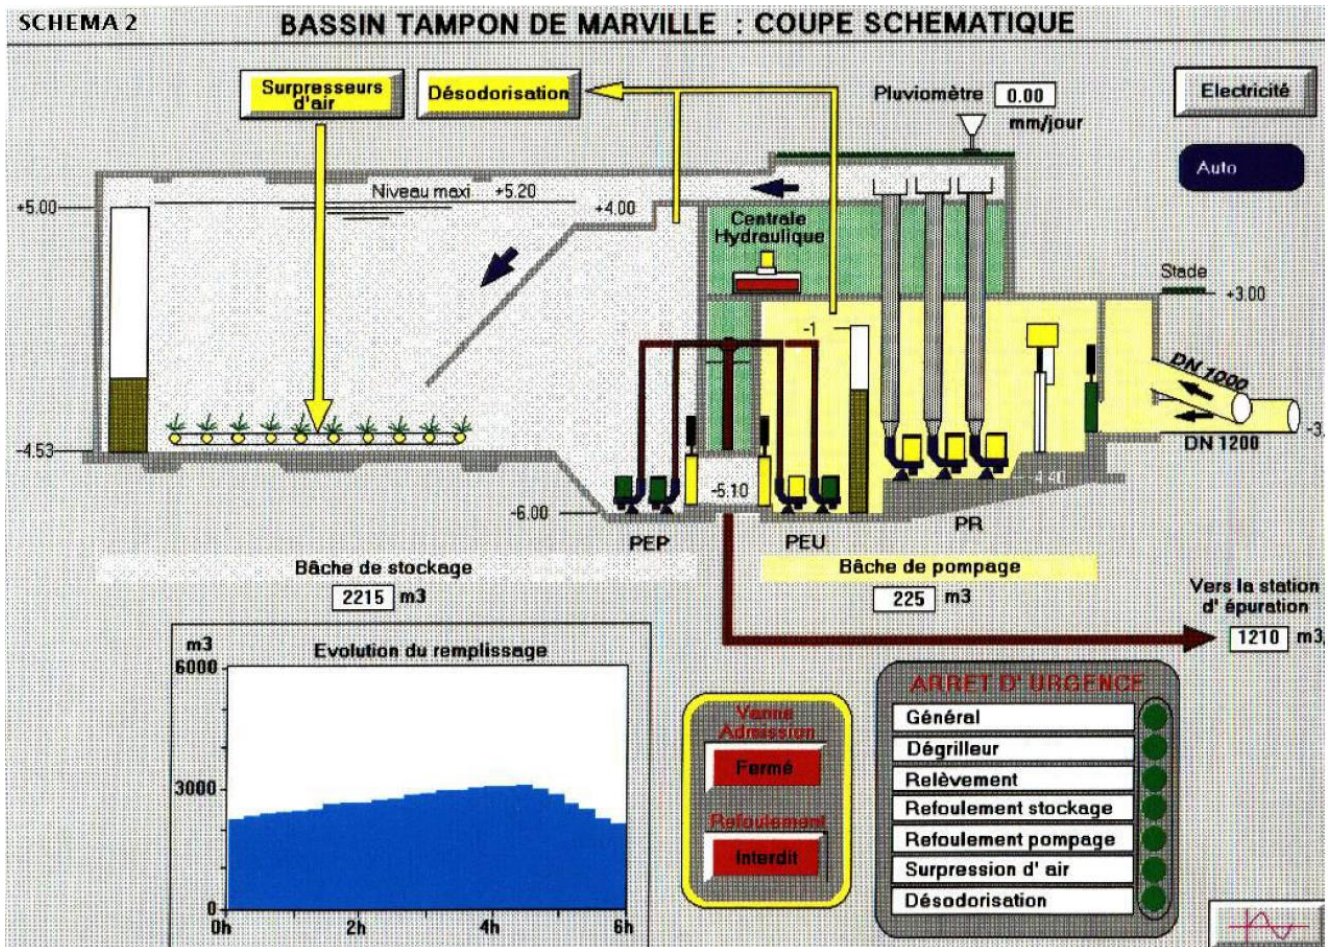 SCHEMA 2
BASSIN TAMPON DE MARVILLE : COUPE SCHEMATIQUE
Surpresseurs
d'air
Désodorisation
Pluviomètre 0.00
mm/jour
Electricité
Auto
Niveau maxi +5.20
+5.00
+4.00
Centrale
Hydraulique
Stade
+3.00
-1
DN 1000
DN 1200
-3.
-4.53
-4.40
-5.10
-6.00
PEP
PEU
PR
Bâche de stockage
2215 m3
Bâche de pompage
225 m3
Vers la station
d' épuration
1210 m3/
Evolution du remplissage
m3
6000
3000
0
0h 2h 4h 6h
Vanne
Admission
Fermé
Refoulement
Interdit
ARRET D' URGENCE
Général
Dégrilleur
Relèvement
Refoulement stockage
Refoulement pompage
Surpression d' air
Désodorisation